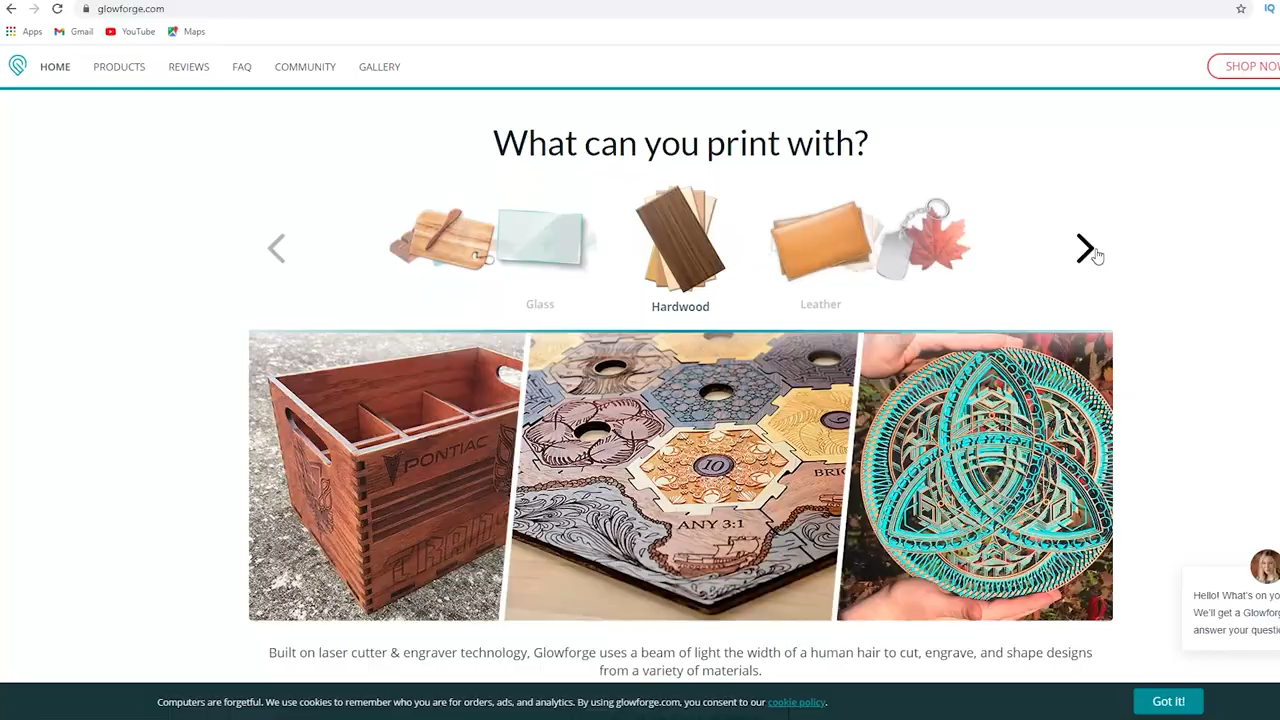 glowforge.com
Apps Gmail YouTube Maps
HOME PRODUCTS REVIEWS FAQ COMMUNITY GALLERY SHOP NOW
What can you print with?
Glass Hardwood Leather
PONTIAC
10
ANY 3:1
Hello! What's on yo
We'll get a Glowforg
answer your questi
Built on laser cutter & engraver technology, Glowforge uses a beam of light the width of a human hair to cut, engrave, and shape designs
from a variety of materials.
Computers are forgetful. We use cookies to remember who you are for orders, ads, and analytics. By using glowforge.com, you consent to our cookie policy.
Got it!